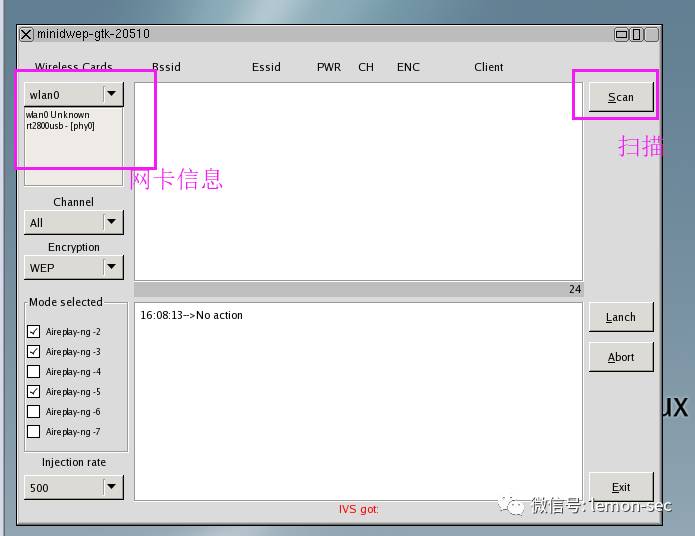 minidwep-gtk-20510
Wireless Cards Bssid Essid PWR CH ENC Client
wlan0
Scan
wlan0 Unknown
rt2800usb - [phy0]
扫描
网卡信息
Channel
All
Encryption
WEP
24
Mode selected
16:08:13-->No action
Lanch
Aireplay-ng -2
Aireplay-ng -3
Abort
Aireplay-ng -4
Aireplay-ng -5
Aireplay-ng -6
Aireplay-ng -7
ux
Injection rate
500
Exit
IVS got:
微信号: lemon-sec